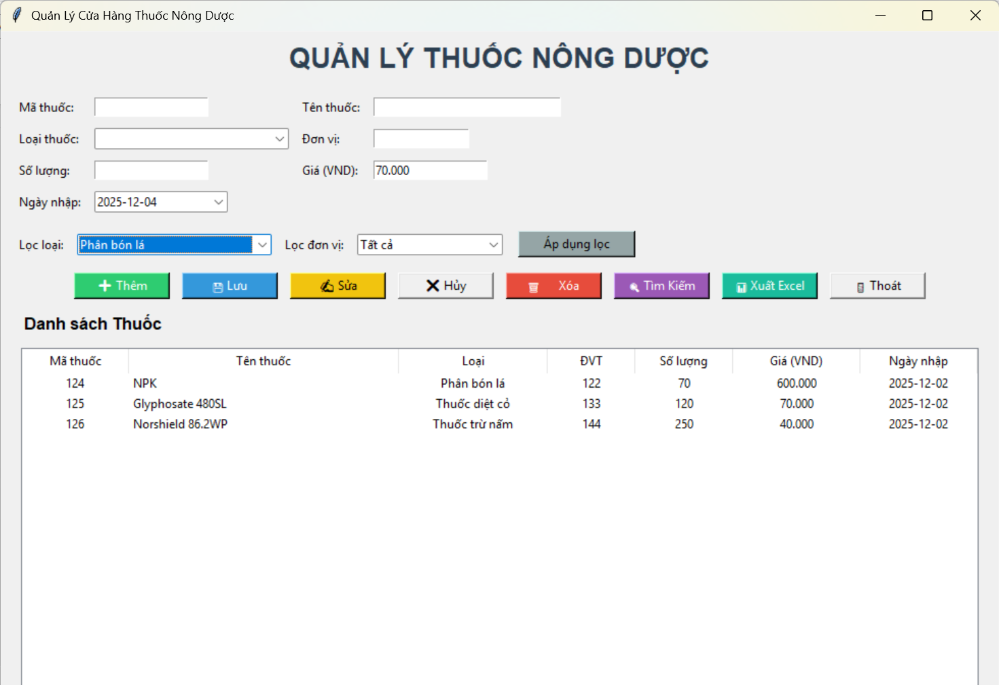 Quản Lý Cửa Hàng Thuốc Nông Dược
QUẢN LÝ THUỐC NÔNG DƯỢC
Mã thuốc: Tên thuốc:
Loại thuốc: Đơn vị:
Số lượng: Giá (VND): 70.000
Ngày nhập: 2025-12-04
Lọc loại: Phân bón lá Lọc đơn vị: Tất cả Áp dụng lọc
Thêm Lưu Sửa Hủy Xóa Tìm Kiếm Xuất Excel Thoát
Danh sách Thuốc
Mã thuốc Tên thuốc Loại ĐVT Số lượng Giá (VND) Ngày nhập
124 NPK Phân bón lá 122 70 600.000 2025-12-02
125 Glyphosate 480SL Thuốc diệt cỏ 133 120 70.000 2025-12-02
126 Norshield 86.2WP Thuốc trừ nấm 144 250 40.000 2025-12-02